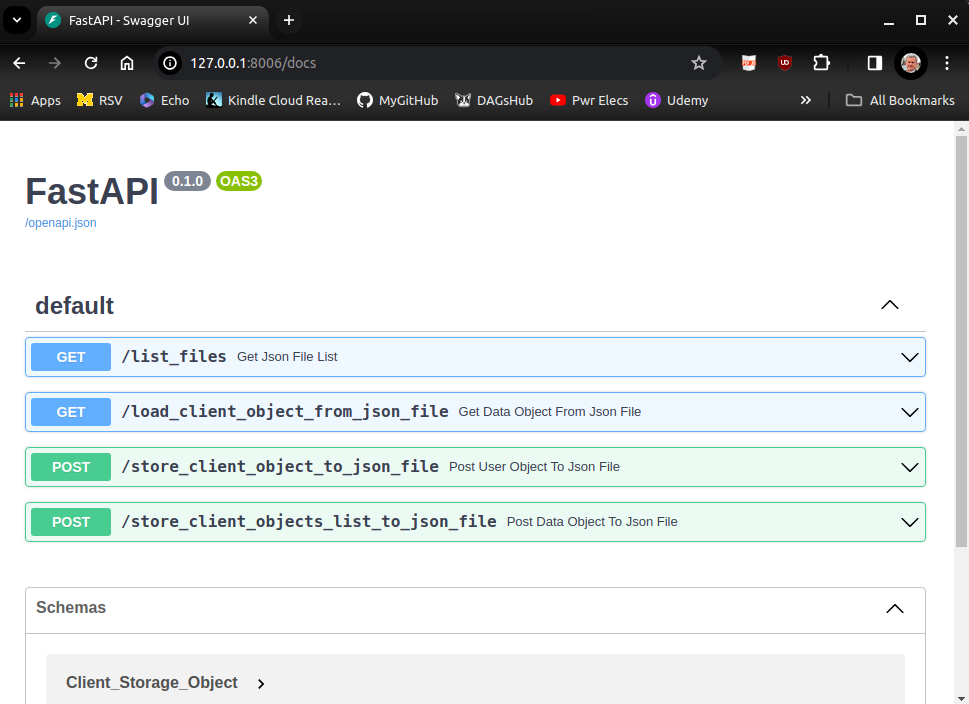 FastAPI - Swagger UI
127.0.0.1:8006/docs
Apps RSV Echo Kindle Cloud Rea… MyGitHub DAGsHub Pwr Elecs Udemy All Bookmarks
FastAPI 0.1.0 OAS3
/openapi.json
default
GET /list_files Get Json File List
GET /load_client_object_from_json_file Get Data Object From Json File
POST /store_client_object_to_json_file Post User Object To Json File
POST /store_client_objects_list_to_json_file Post Data Object To Json File
Schemas
Client_Storage_Object